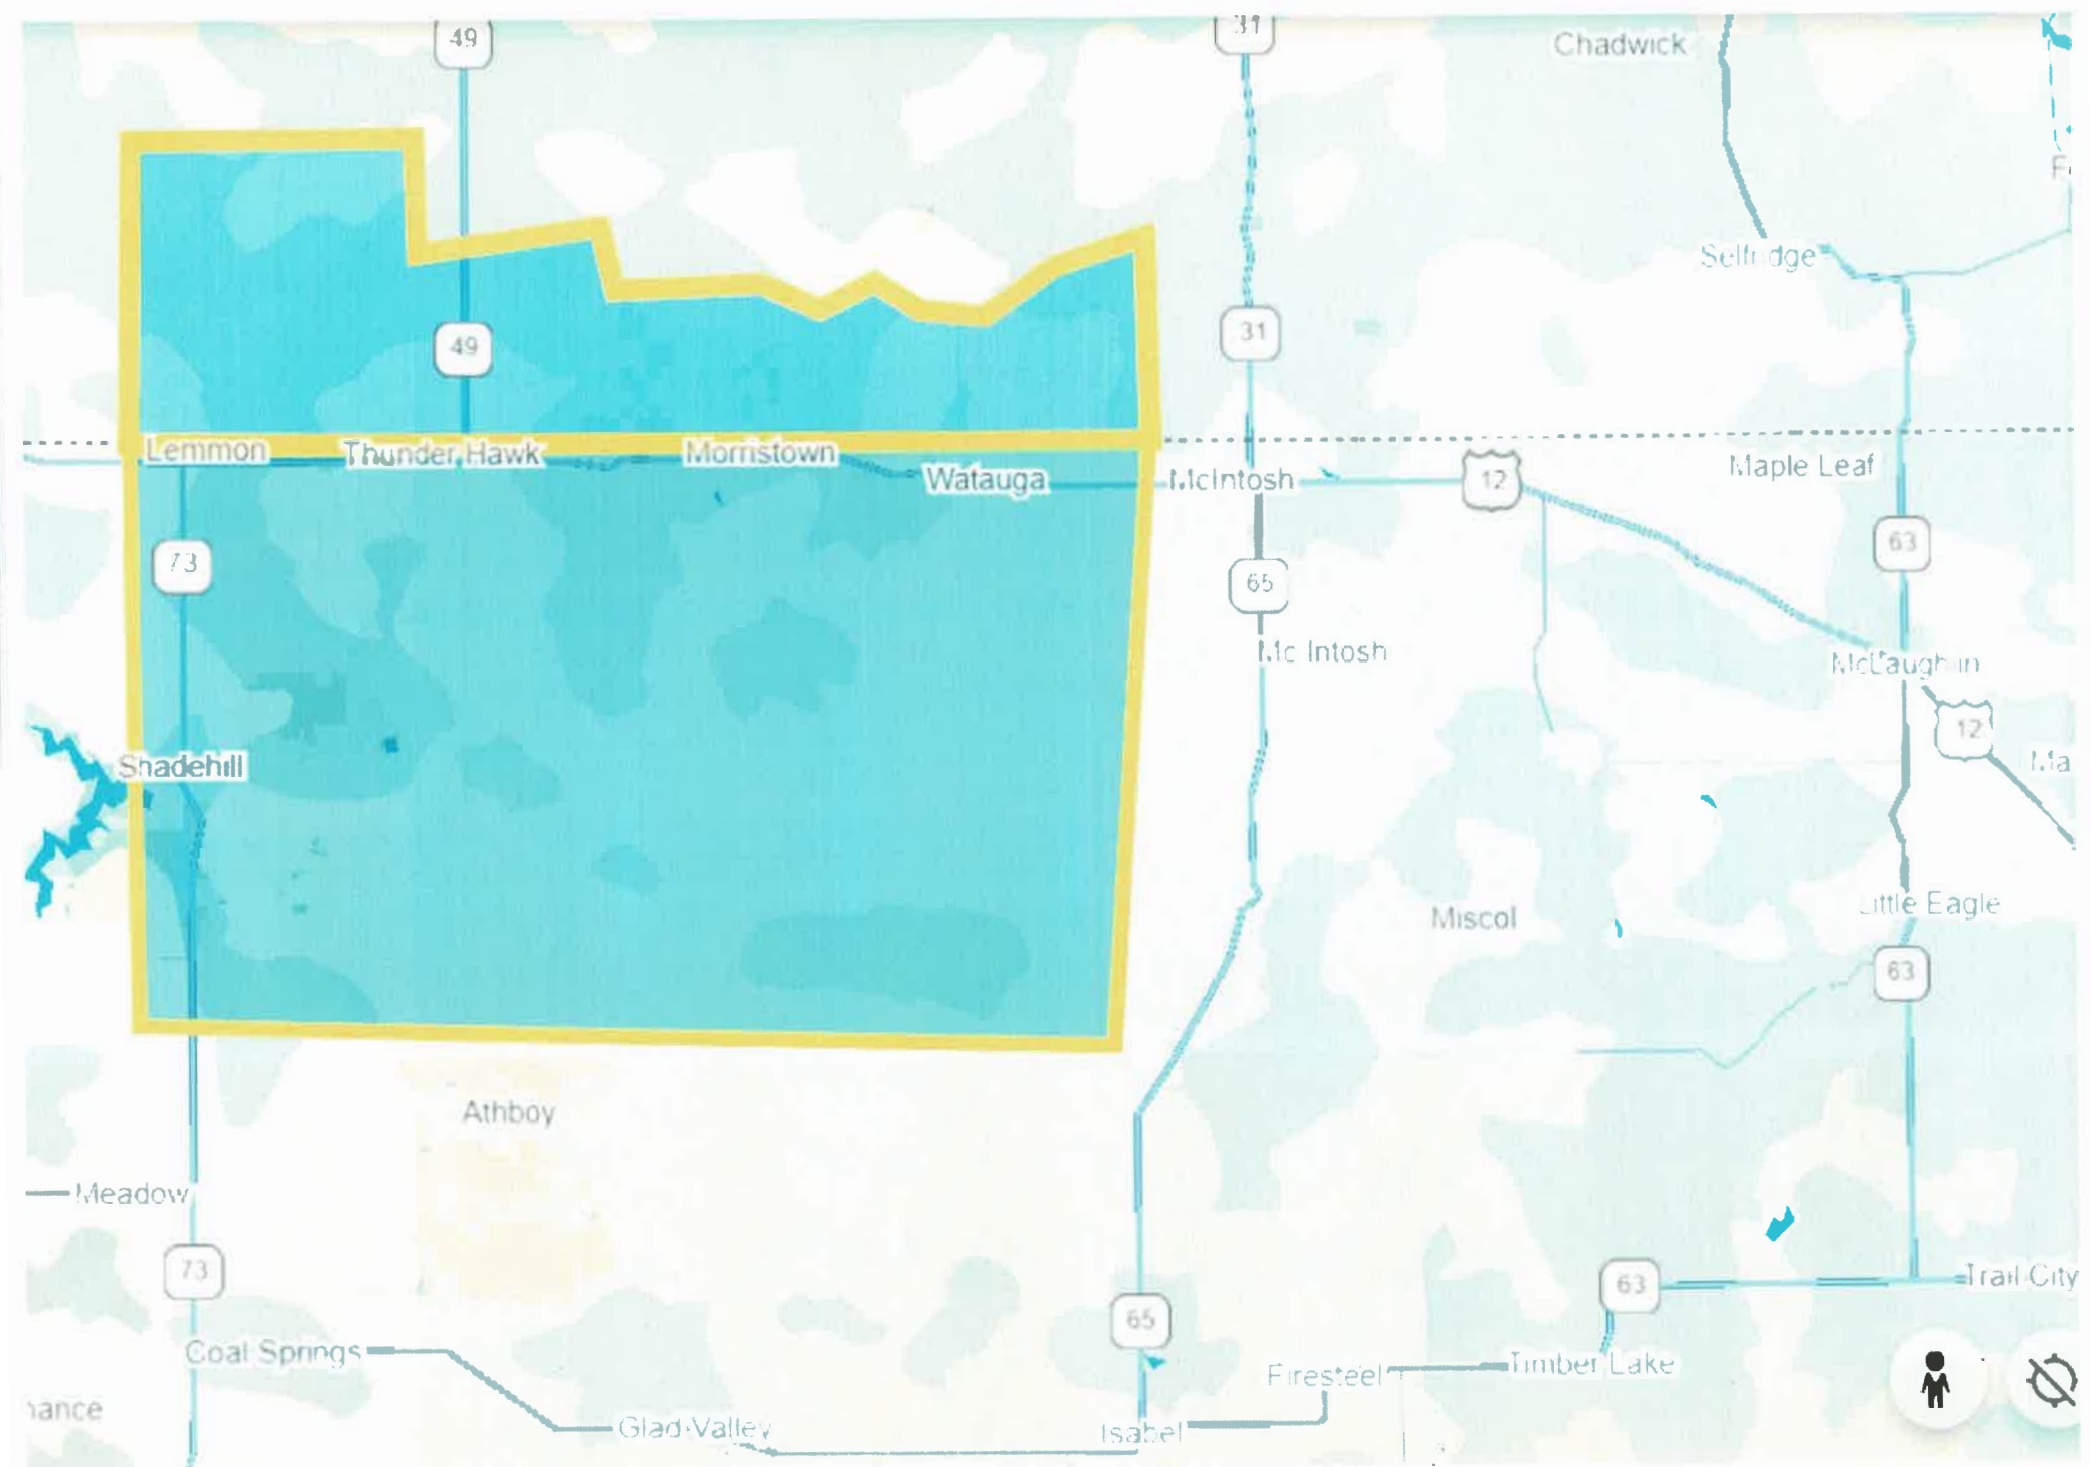 49
31
Chadwick
Selfridge
49
31
Lemmon
Thunder Hawk
Morristown
Watauga
McIntosh
12
Maple Leaf
73
65
63
Mc Intosh
McLaughlin
12
Shadehill
Ma
Miscol
Little Eagle
63
Athboy
Meadow
73
65
63
Trail City
Coal Springs
Firesteel
Timber Lake
hance
Glad Valley
Isabel